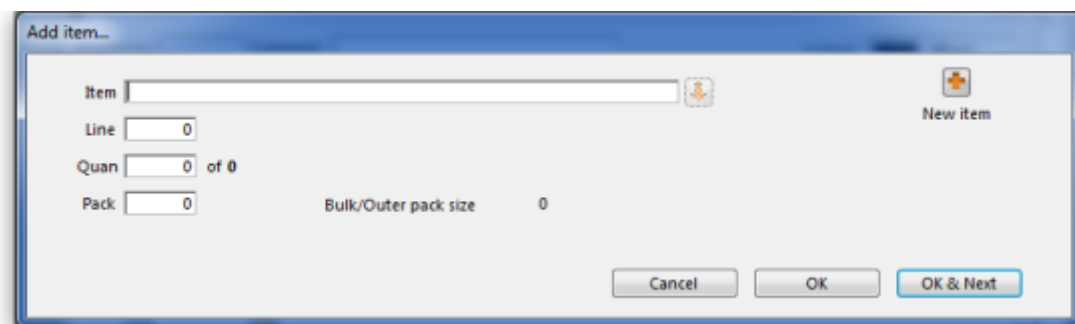 Add item...
Item
New item
Line 0
Quan 0 of 0
Pack 0 Bulk/Outer pack size 0
Cancel OK OK & Next